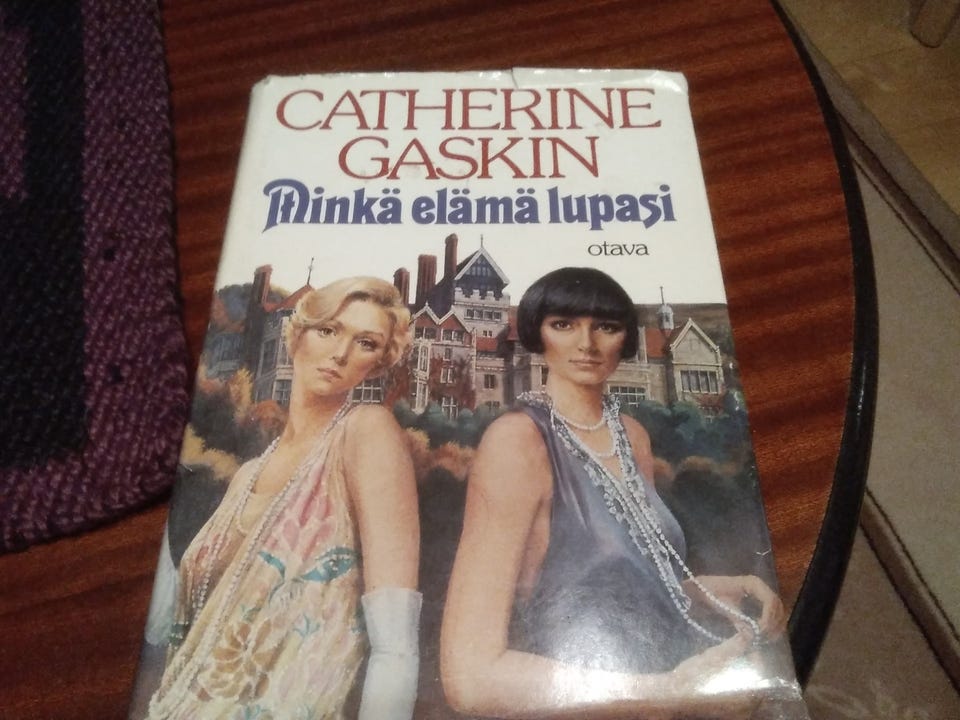 CATHERINE
GASKIN
Minkä elämä lupasi
otava